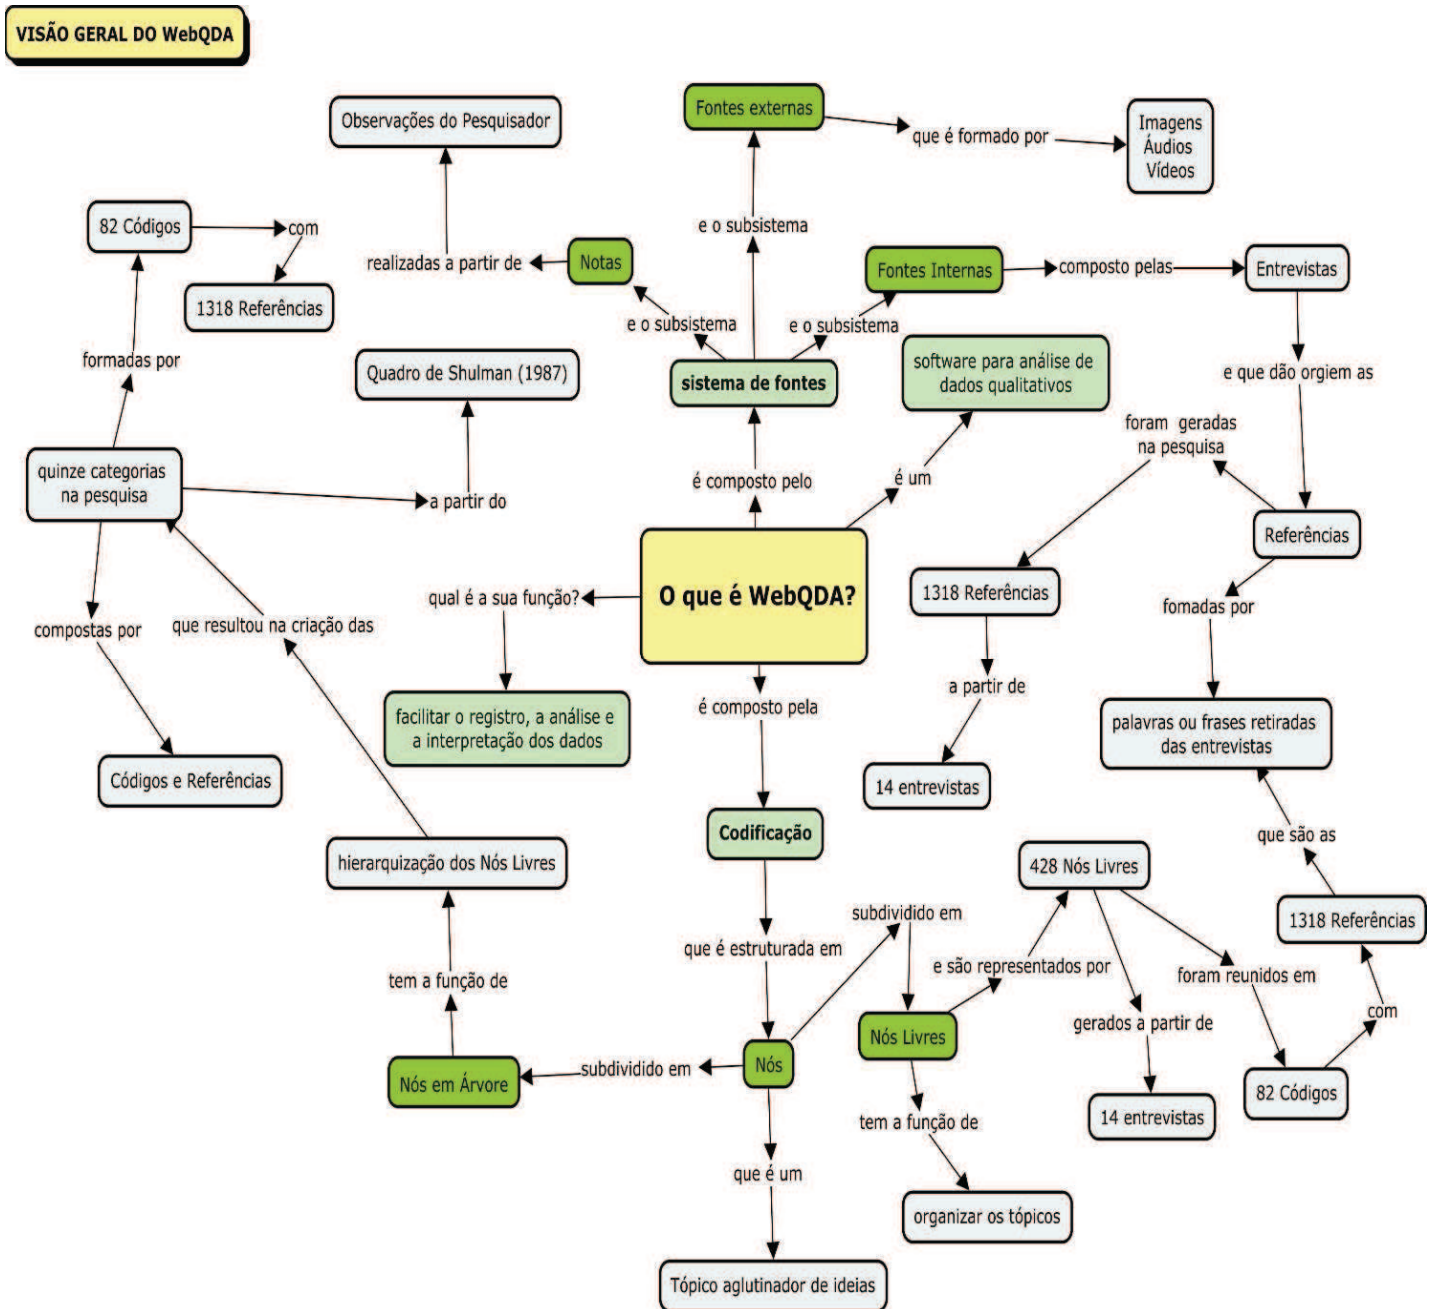 VISÃO GERAL DO WebQDA
Fontes externas
Observações do Pesquisador
que é formado por
Imagens
Áudios
Vídeos
82 Códigos
com
e o subsistema
realizadas a partir de
Notas
Fontes Internas
composto pelas
Entrevistas
1318 Referências
e o subsistema
e o subsistema
formadas por
Quadro de Shulman (1987)
sistema de fontes
software para análise de
dados qualitativos
e que dão orgiem as
foram geradas
na pesquisa
quinze categorias
na pesquisa
a partir do
é composto pelo
é um
Referências
O que é WebQDA?
qual é a sua função?
1318 Referências
fomadas por
compostas por
que resultou na criação das
a partir de
facilitar o registro, a análise e
a interpretação dos dados
é composto pela
palavras ou frases retiradas
das entrevistas
Códigos e Referências
14 entrevistas
Codificação
que são as
hierarquização dos Nós Livres
428 Nós Livres
subdividido em
1318 Referências
que é estruturada em
e são representados por
foram reunidos em
tem a função de
com
gerados a partir de
Nós Livres
Nós
subdividido em
Nós em Árvore
82 Códigos
14 entrevistas
tem a função de
que é um
organizar os tópicos
Tópico aglutinador de ideias